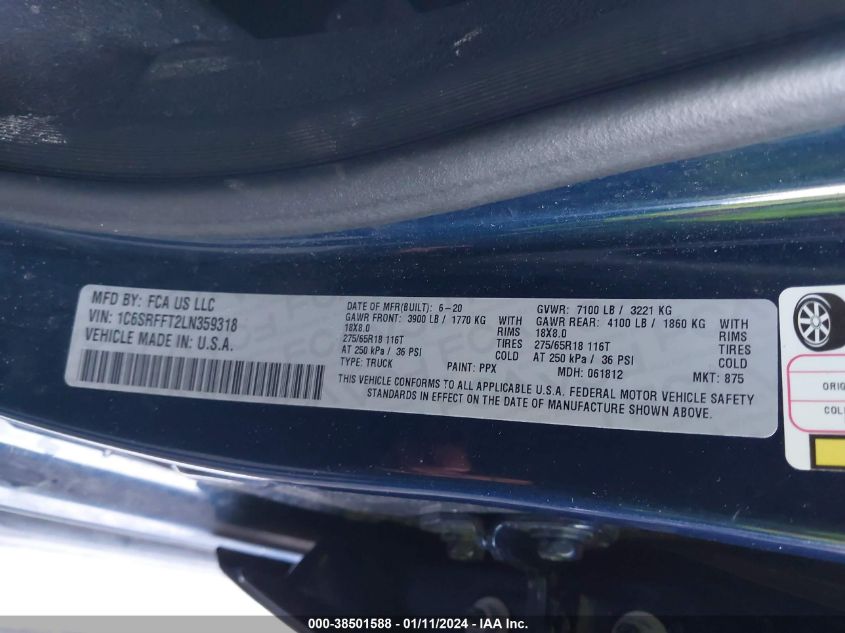 MFD BY: FCA US LLC
VIN: 1C6SRFFT2LN359318
VEHICLE MADE IN: U.S.A.
DATE OF MFR(BUILT): 6-20 GVWR: 7100 LB / 3221 KG
GAWR FRONT: 3900 LB / 1770 KG WITH GAWR REAR: 4100 LB / 1860 KG WITH
18X8.0 RIMS 18X8.0 RIMS
275/65R18 116T TIRES 275/65R18 116T TIRES
AT 250 kPa / 36 PSI COLD AT 250 kPa / 36 PSI COLD
TYPE: TRUCK PAINT: PPX MDH: 061812 MKT: 875
THIS VEHICLE CONFORMS TO ALL APPLICABLE U.S.A. FEDERAL MOTOR VEHICLE SAFETY
STANDARDS IN EFFECT ON THE DATE OF MANUFACTURE SHOWN ABOVE.
000-38501588 - 01/11/2024 - IAA Inc.